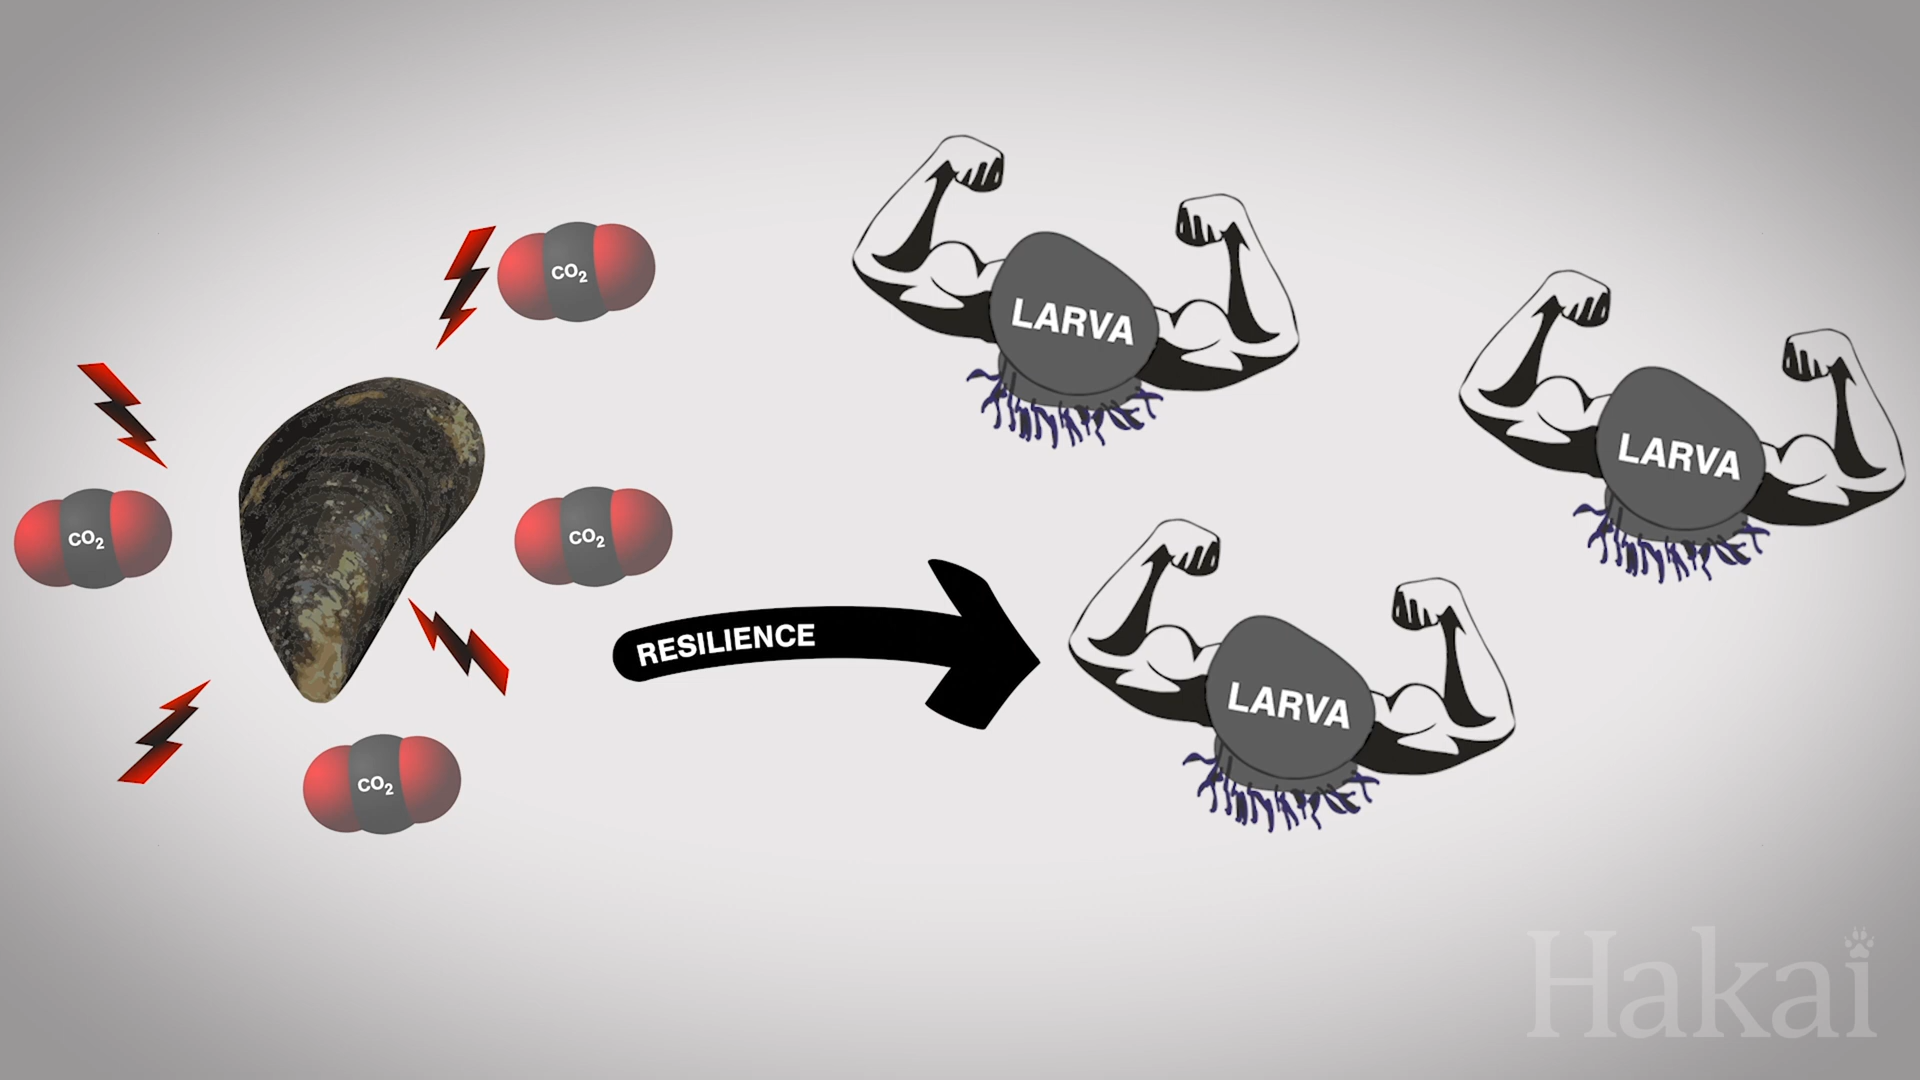 CO₂
LARVA
LARVA
CO₂
CO₂
RESILIENCE
LARVA
CO₂
Hakai